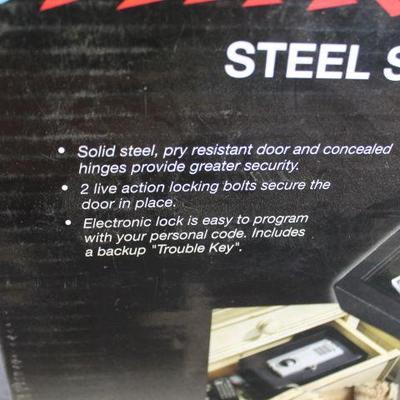 STEEL S
• Solid steel, pry resistant door and concealed
hinges provide greater security.
• 2 live action locking bolts secure the
door in place.
• Electronic lock is easy to program
with your personal code. Includes
a backup "Trouble Key".